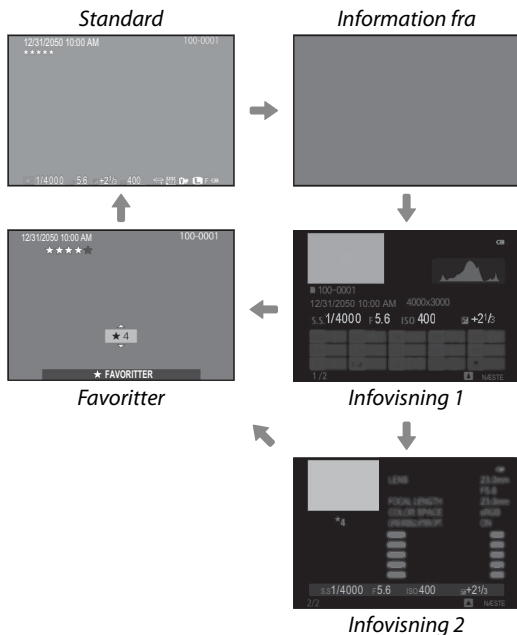 Standard
12/31/2050 10:00 AM 100-0001
★★★★★
1/4000 5.6 +2 1/3 400 L F
Information fra
12/31/2050 10:00 AM 100-0001
★★★★★
★4
★ FAVORITTER
Favoritter
100-0001
12/31/2050 10:00 AM 4000x3000
S.S. 1/4000 F 5.6 ISO 400 +2 1/3
1/2 NÆSTE
Infovisning 1
LENS 23.0mm
F5.6
FOCAL LENGTH 23.0mm
COLOR SPACE sRGB
ON
★4
S.S 1/4000 F 5.6 ISO 400 +2 1/3
2/2 NÆSTE
Infovisning 2